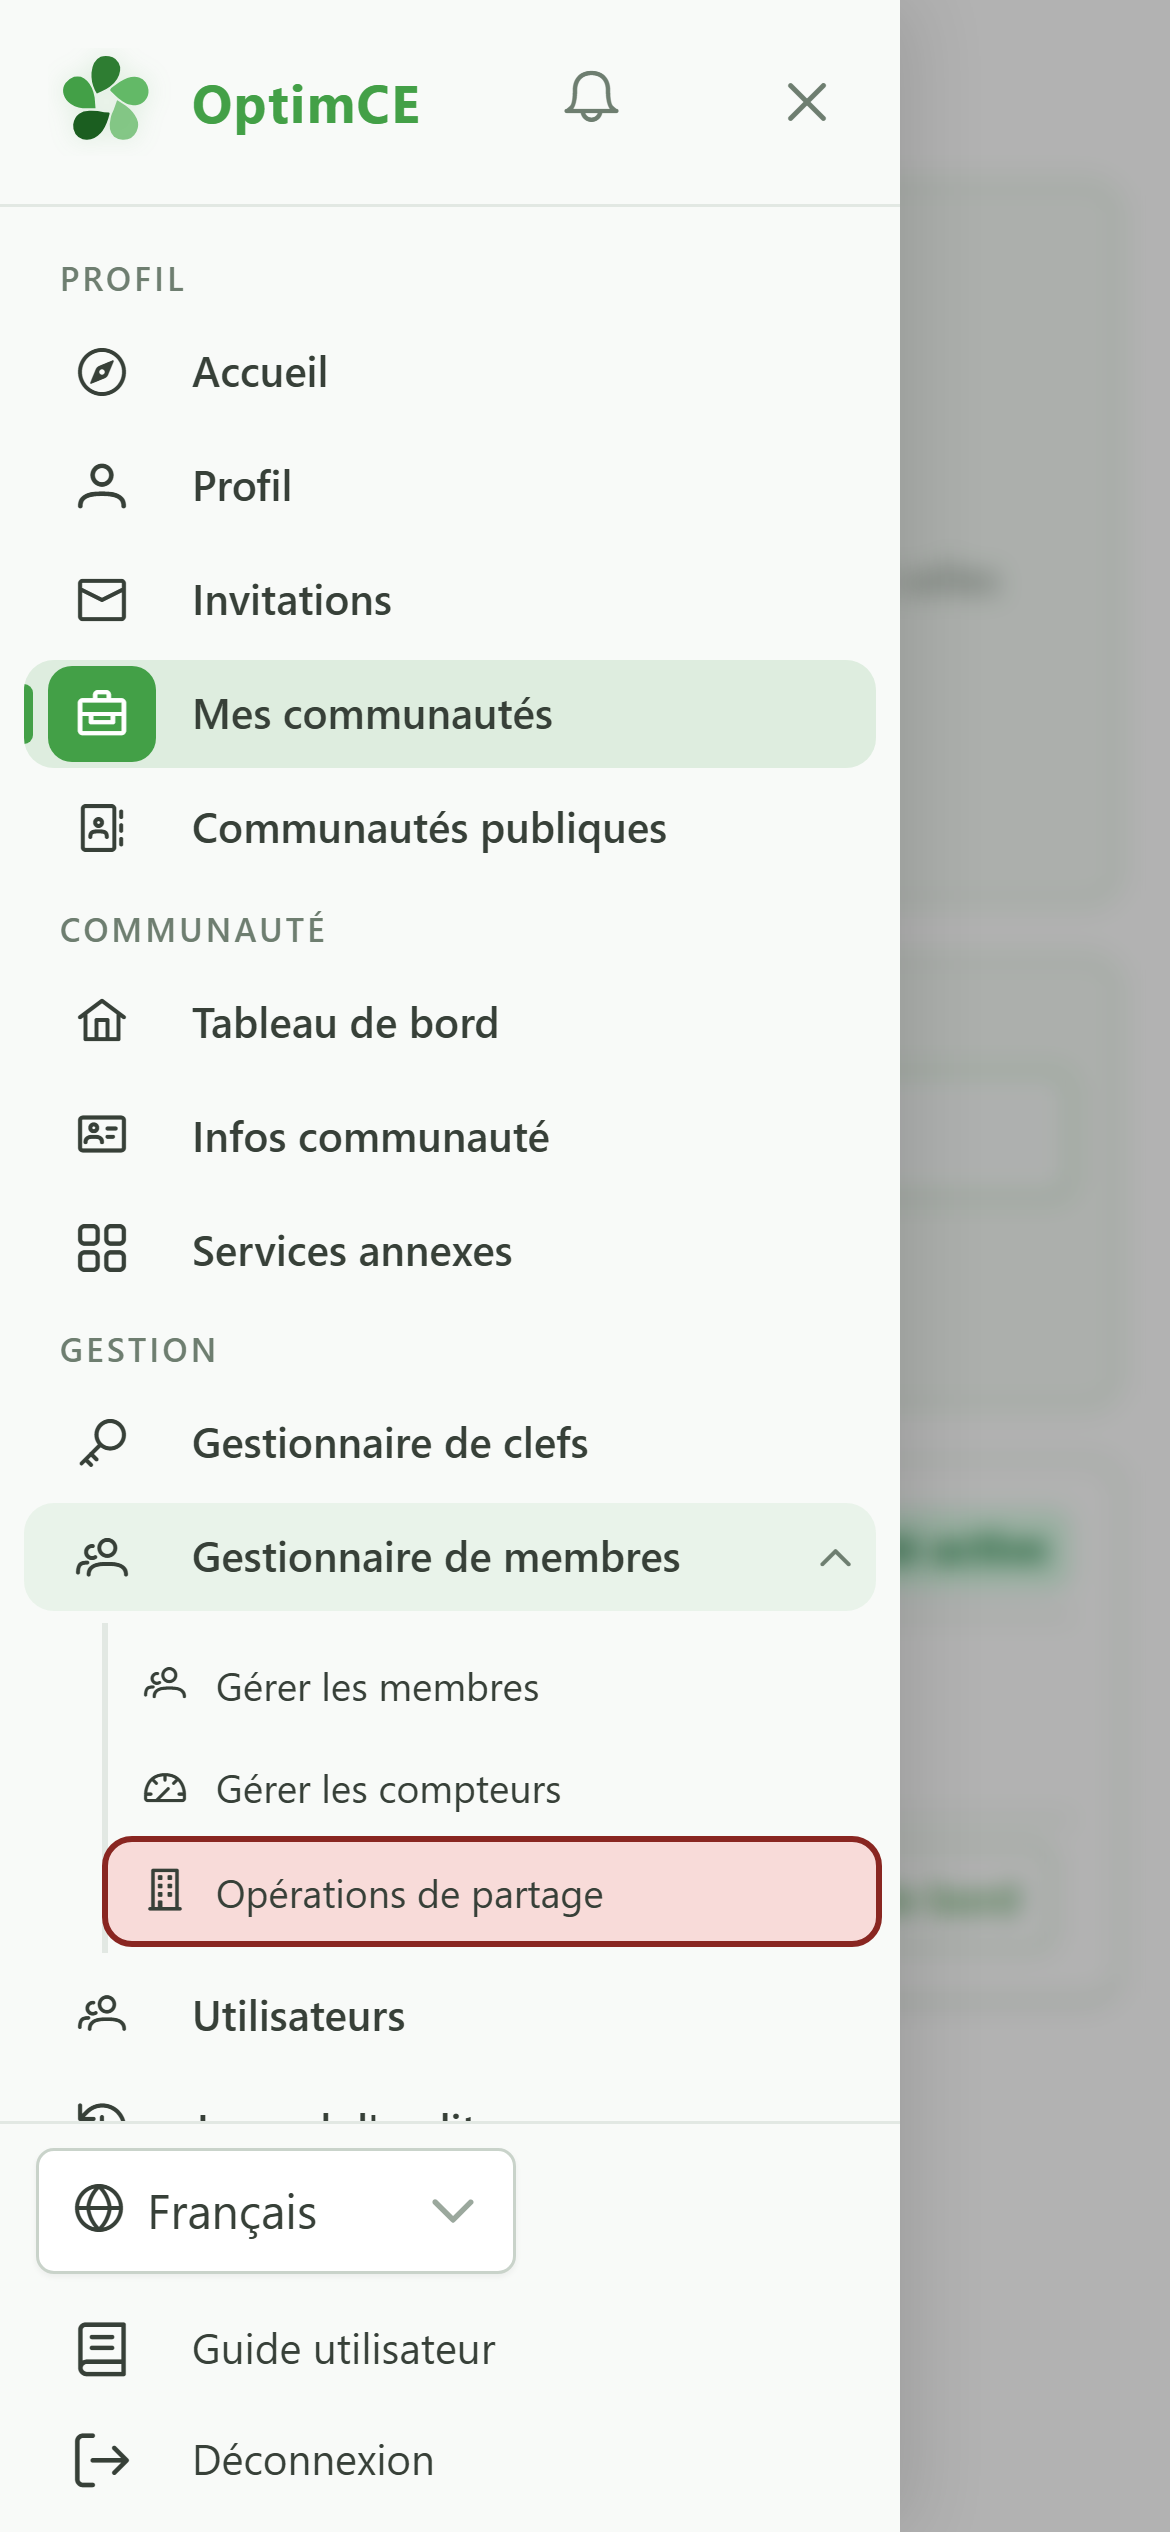 OptimCE
PROFIL
Accueil
Profil
Invitations
Mes communautés
Communautés publiques
COMMUNAUTÉ
Tableau de bord
Infos communauté
Services annexes
GESTION
Gestionnaire de clefs
Gestionnaire de membres
Gérer les membres
Gérer les compteurs
Opérations de partage
Utilisateurs
Français
Guide utilisateur
Déconnexion